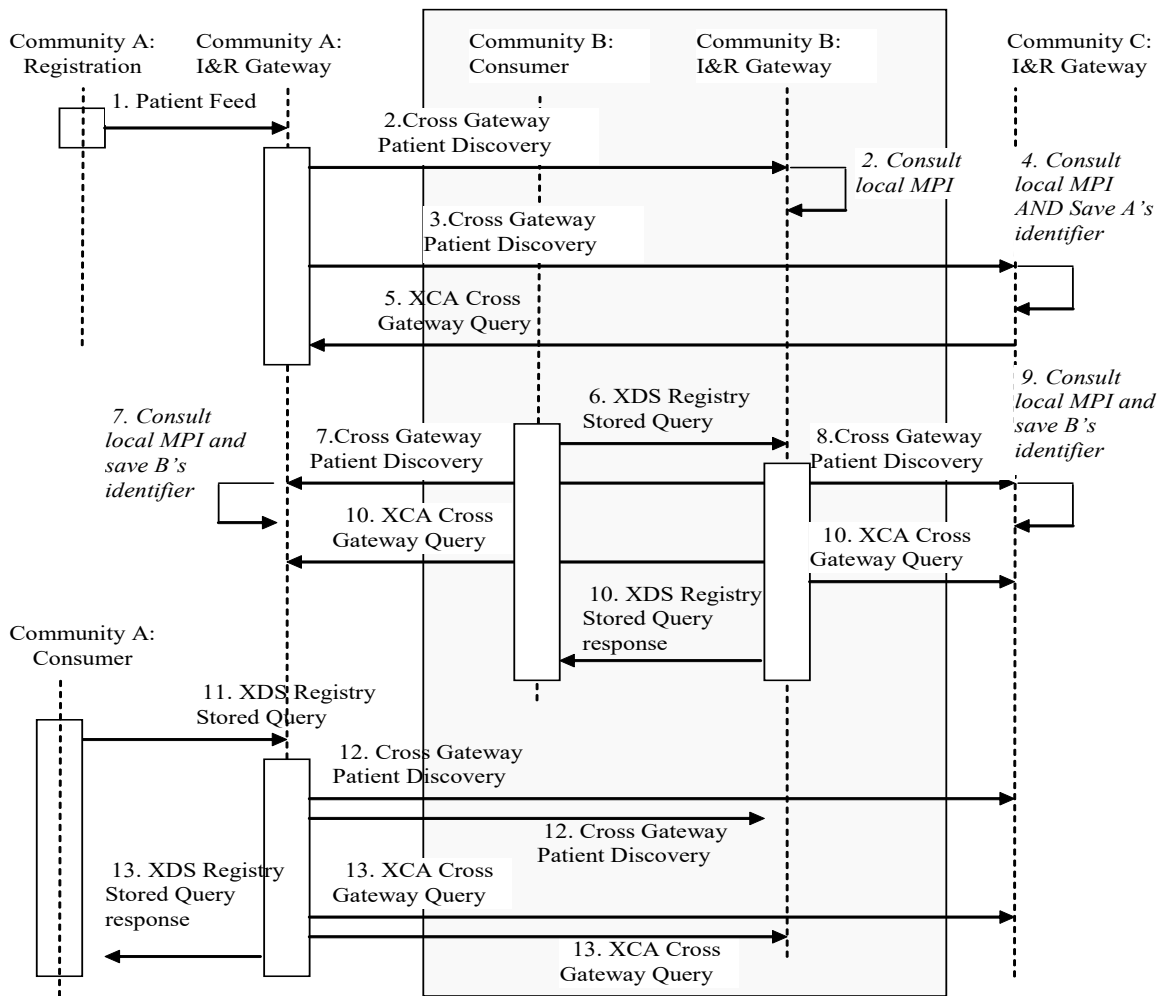 Community A:
Registration
Community A:
I&R Gateway
Community B:
Consumer
Community B:
I&R Gateway
Community C:
I&R Gateway
1. Patient Feed
2.Cross Gateway
Patient Discovery
2. Consult
local MPI
4. Consult
local MPI
AND Save A's
identifier
3.Cross Gateway
Patient Discovery
5. XCA Cross
Gateway Query
6. XDS Registry
Stored Query
9. Consult
local MPI and
save B's
identifier
7. Consult
local MPI and
save B's
identifier
7.Cross Gateway
Patient Discovery
8.Cross Gateway
Patient Discovery
10. XCA Cross
Gateway Query
10. XCA Cross
Gateway Query
10. XDS Registry
Stored Query
response
Community A:
Consumer
11. XDS Registry
Stored Query
12. Cross Gateway
Patient Discovery
12. Cross Gateway
Patient Discovery
13. XDS Registry
Stored Query
response
13. XCA Cross
Gateway Query
13. XCA Cross
Gateway Query